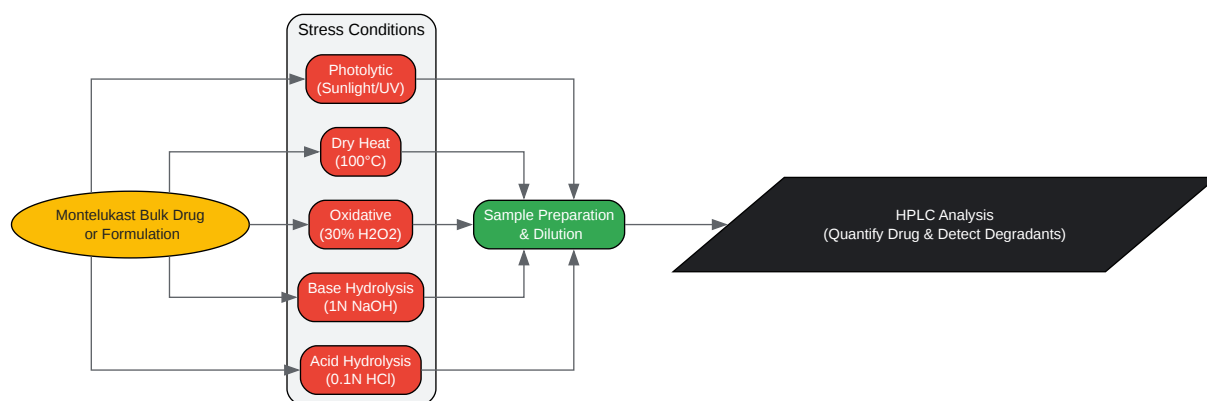 Stress Conditions
Photolytic
(Sunlight/UV)
Dry Heat
(100°C)
Montelukast Bulk Drug
or Formulation
Oxidative
(30% H2O2)
Sample Preparation
& Dilution
HPLC Analysis
(Quantify Drug & Detect Degradants)
Base Hydrolysis
(1N NaOH)
Acid Hydrolysis
(0.1N HCl)